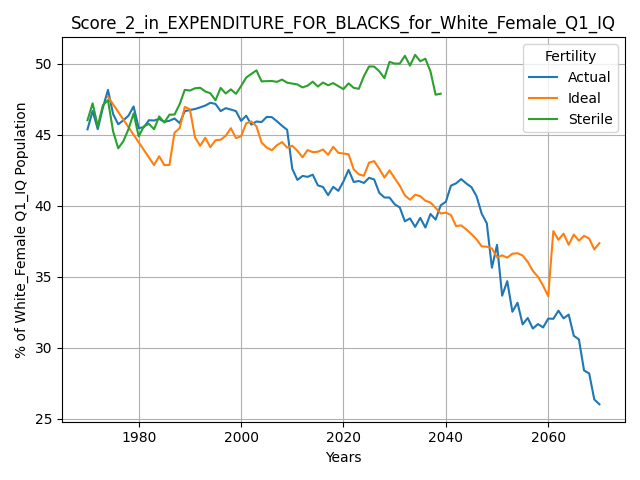 Score_2_in_EXPENDITURE_FOR_BLACKS_for_White_Female_Q1_IQ
Fertility
Actual
Ideal
Sterile
% of White_Female Q1_IQ Population
50
45
40
35
30
25
1980
2000
2020
2040
2060
Years